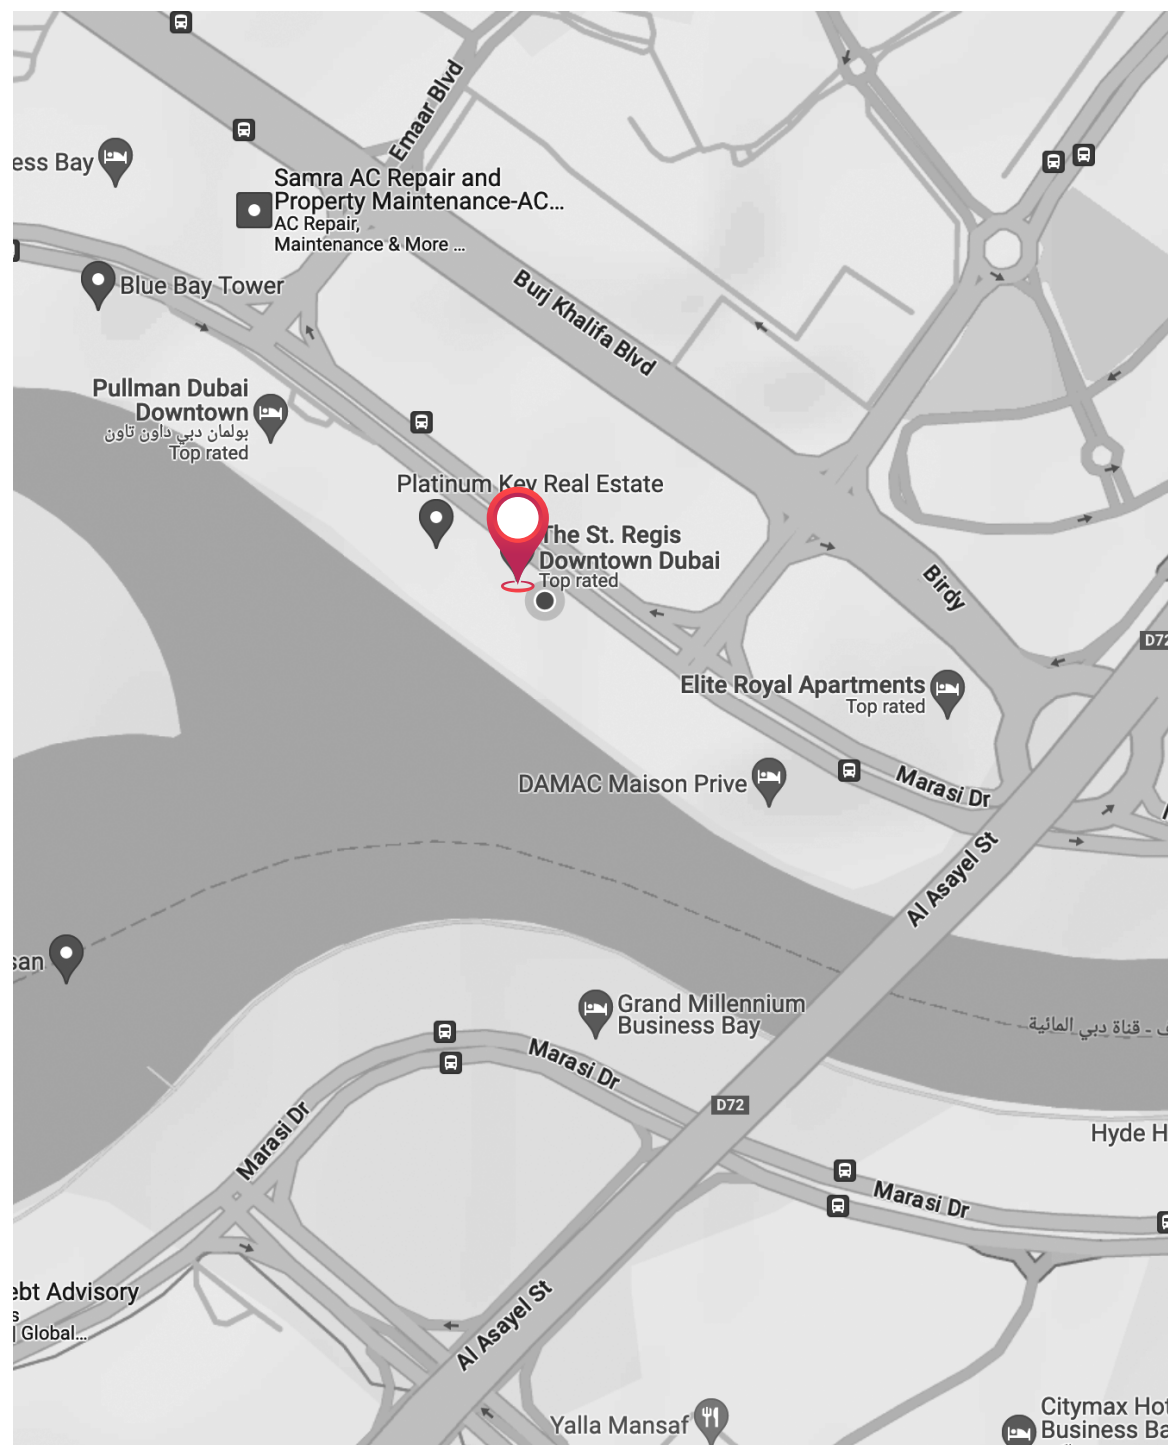 Emaar Blvd
ess Bay
Samra AC Repair and
Property Maintenance-AC...
AC Repair,
Maintenance & More ...
Blue Bay Tower
Burj Khalifa Blvd
Pullman Dubai
Downtown
بولمان دبي داون تاون
Top rated
Platinum Key Real Estate
The St. Regis
Downtown Dubai
Top rated
Birdy
D72
Elite Royal Apartments
Top rated
DAMAC Maison Prive
Marasi Dr
Al Asayel St
san
Grand Millennium
Business Bay
ف - قناة دبي المائية
Marasi Dr
Marasi Dr
D72
Hyde H
Marasi Dr
ebt Advisory
s
| Global...
Al Asayel St
Yalla Mansaf
Citymax Hot
Business Ba